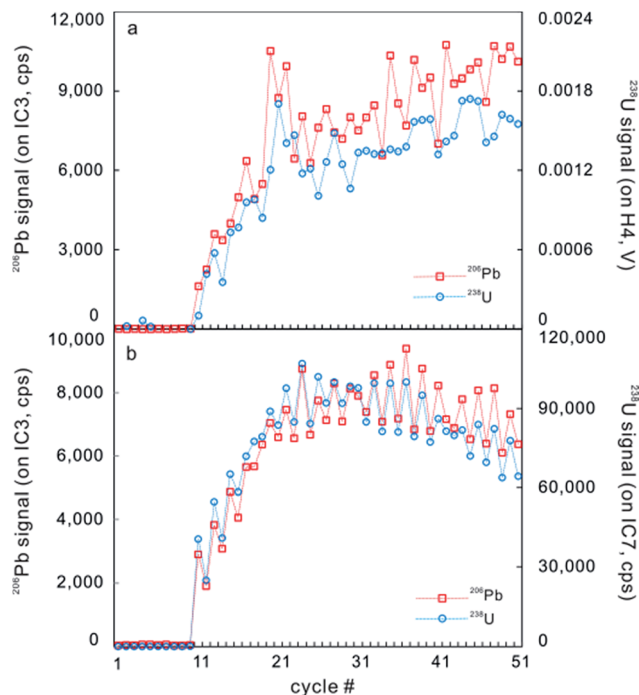 12,000
a
0.0024
9,000
0.0018
6,000
0.0012
3,000
0.0006
0
0
²⁰⁶Pb signal (on IC3, cps)
²³⁸U signal (on H4, V)
²⁰⁶Pb
²³⁸U
10,000
b
120,000
8,000
90,000
6,000
60,000
4,000
30,000
2,000
0
0
²⁰⁶Pb signal (on IC3, cps)
²³⁸U signal (on IC7, cps)
²⁰⁶Pb
²³⁸U
1 11 21 31 41 51
cycle #